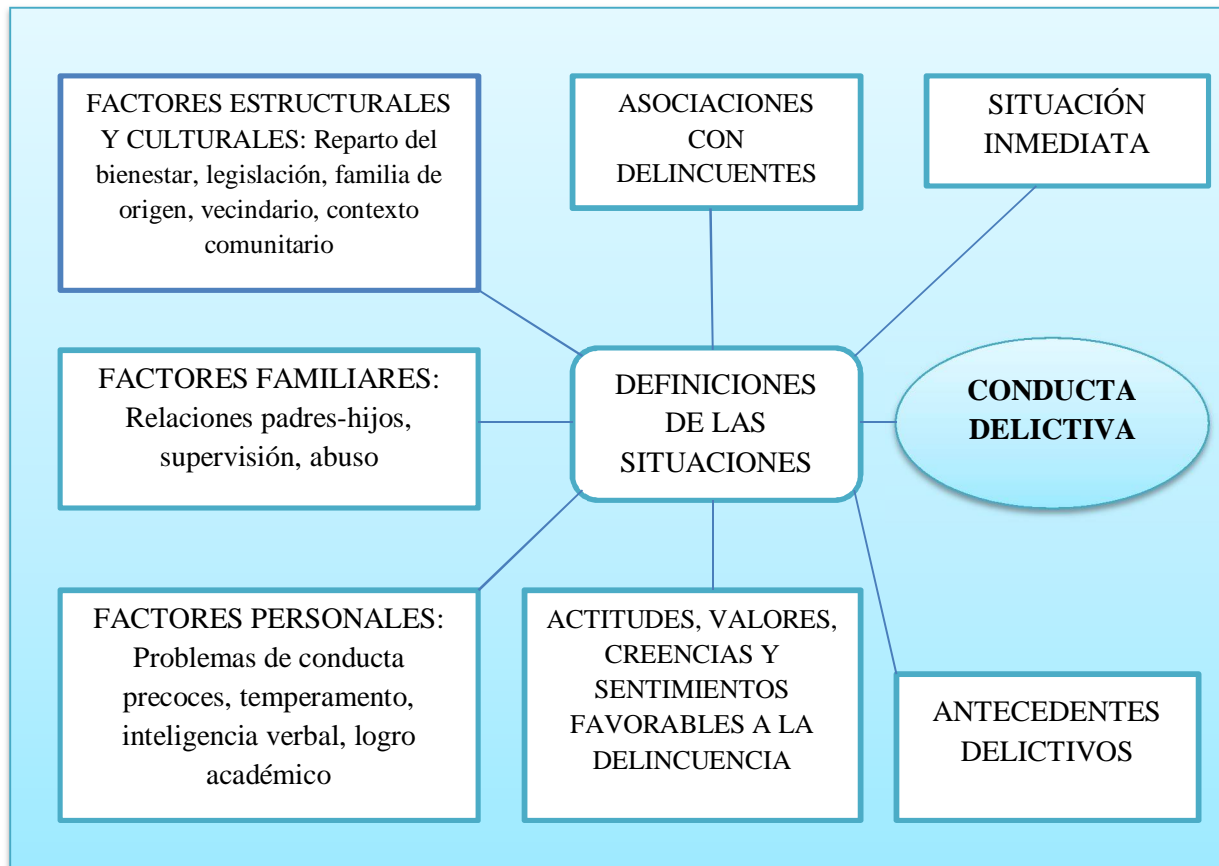 FACTORES ESTRUCTURALES
Y CULTURALES: Reparto del
bienestar, legislación, familia de
origen, vecindario, contexto
comunitario
ASOCIACIONES
CON
DELINCUENTES
SITUACIÓN
INMEDIATA
FACTORES FAMILIARES:
Relaciones padres-hijos,
supervisión, abuso
DEFINICIONES
DE LAS
SITUACIONES
CONDUCTA
DELICTIVA
FACTORES PERSONALES:
Problemas de conducta
precoces, temperamento,
inteligencia verbal, logro
académico
ACTITUDES, VALORES,
CREENCIAS Y
SENTIMIENTOS
FAVORABLES A LA
DELINCUENCIA
ANTECEDENTES
DELICTIVOS